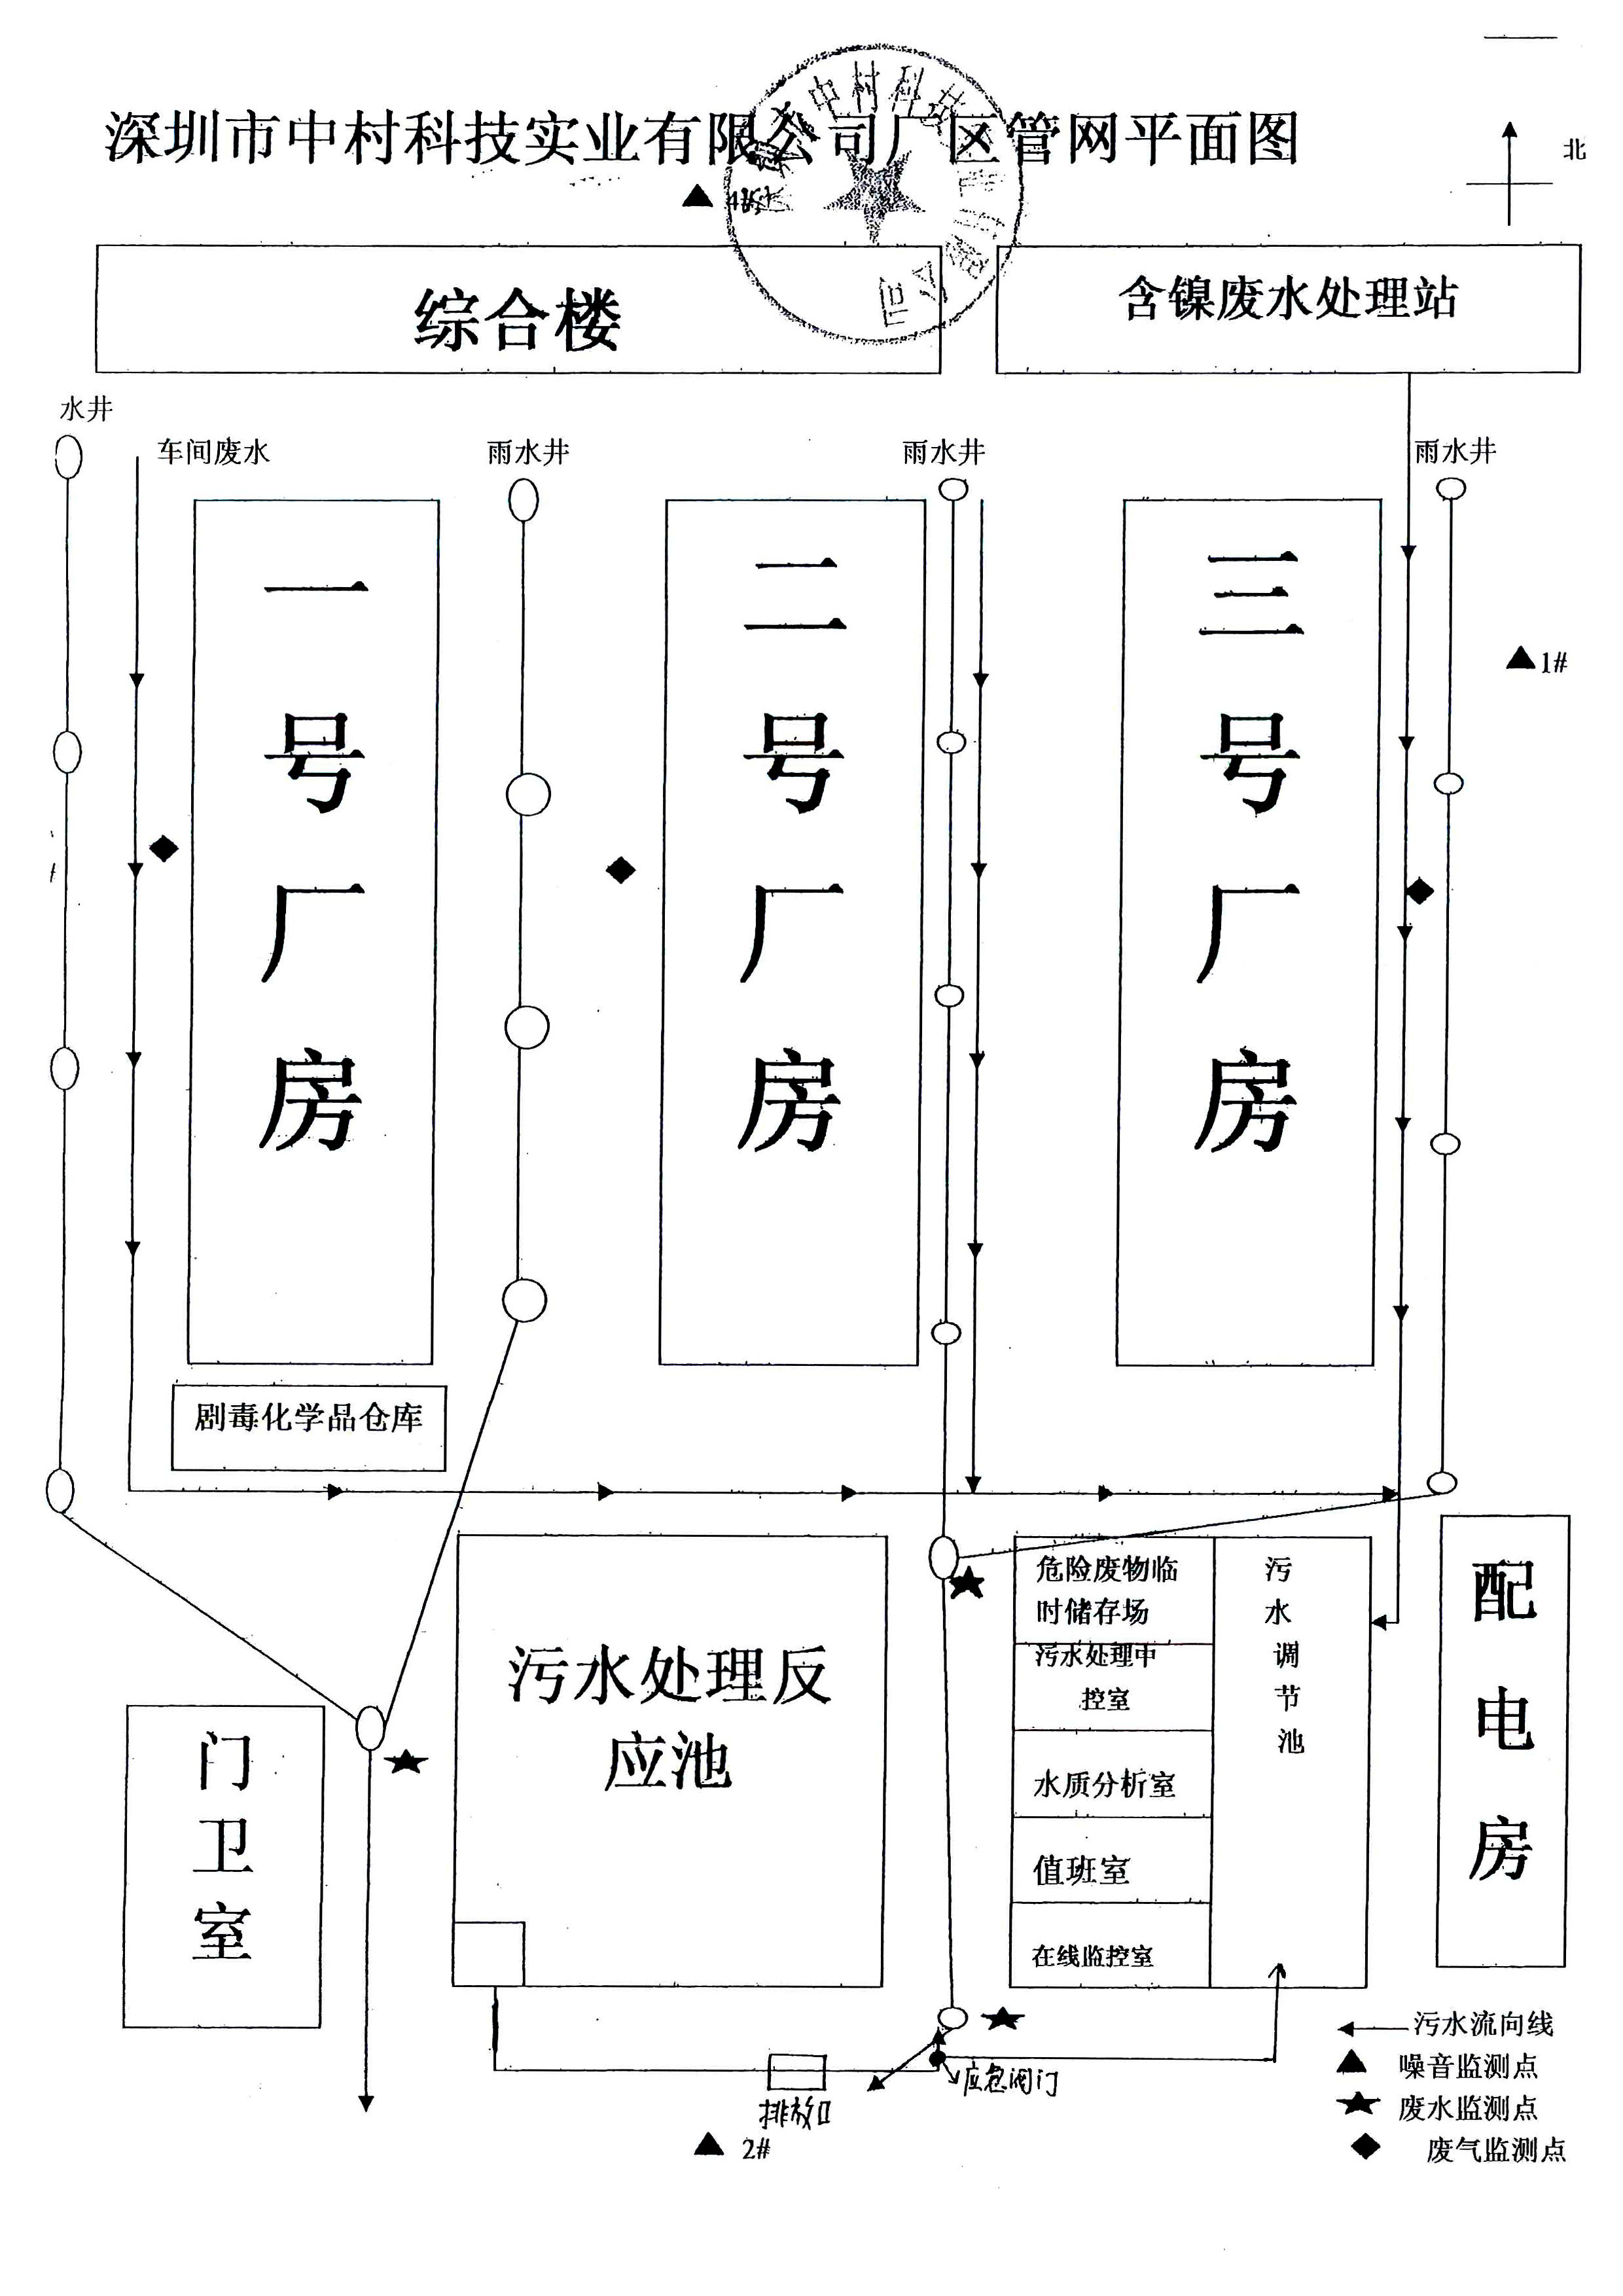 深圳市中村科技实业有限公司厂区管网平面图
北
4#
综合楼
含镍废水处理站
水井
车间废水
雨水井
雨水井
雨水井
一号厂房
二号厂房
三号厂房
1#
剧毒化学品仓库
污水处理反
应池
危险废物临
时储存场
污水处理中
控室
水质分析室
值班室
在线监控室
污水调节池
配电房
门卫室
应急阀门
排放口
2#
污水流向线
噪音监测点
废水监测点
废气监测点